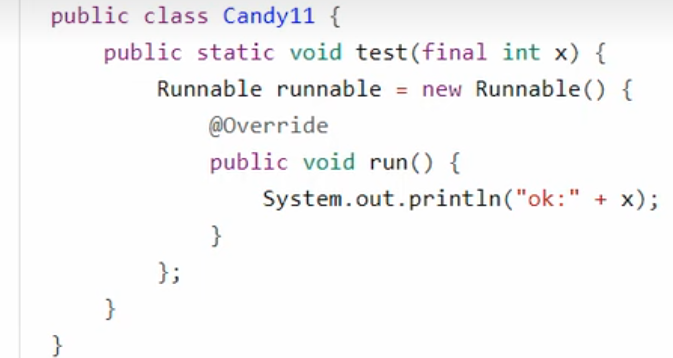 public class Candy11 {
    public static void test(final int x) {
        Runnable runnable = new Runnable() {
            @Override
            public void run() {
                System.out.println("ok:" + x);
            }
        };
    }
}